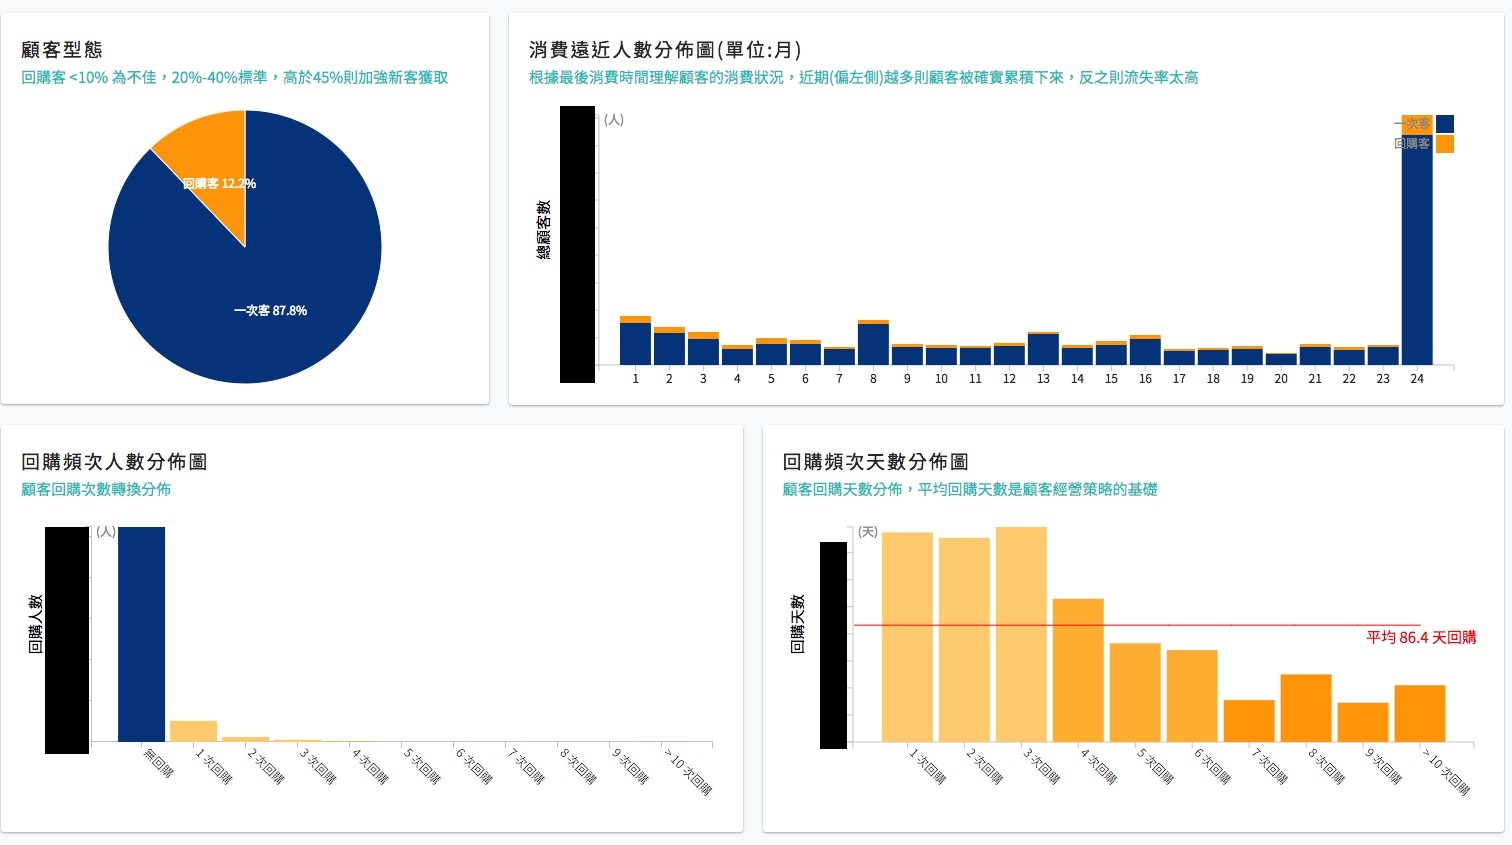 顧客型態
回購客 <10% 為不佳，20%-40%標準，高於45%則加強新客獲取
回購客 12.2%
一次客 87.8%
消費遠近人數分佈圖(單位:月)
根據最後消費時間理解顧客的消費狀況，近期(偏左側)越多則顧客被確實累積下來，反之則流失率太高
(人)
一次客
回購客
總顧客數
1 2 3 4 5 6 7 8 9 10 11 12 13 14 15 16 17 18 19 20 21 22 23 24
回購頻次人數分佈圖
顧客回購次數轉換分佈
(人)
回購人數
無回購 1 次回購 2 次回購 3 次回購 4 次回購 5 次回購 6 次回購 7 次回購 8 次回購 9 次回購 > 10 次回購
回購頻次天數分佈圖
顧客回購天數分佈，平均回購天數是顧客經營策略的基礎
(天)
回購天數
平均 86.4 天回購
1 次回購 2 次回購 3 次回購 4 次回購 5 次回購 6 次回購 7 次回購 8 次回購 9 次回購 > 10 次回購